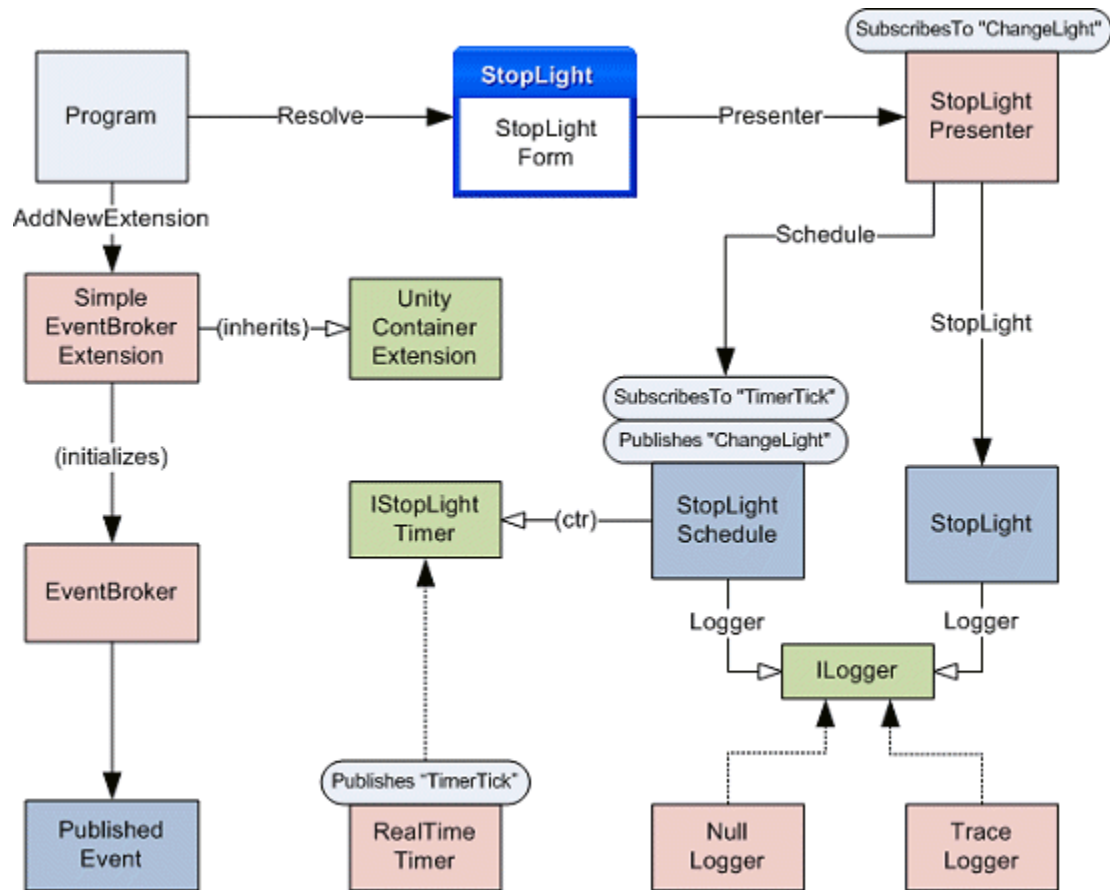 SubscribesTo "ChangeLight"
Program
Resolve
StopLight
StopLight
Form
Presenter
StopLight
Presenter
AddNewExtension
Schedule
Simple
EventBroker
Extension
(inherits)
Unity
Container
Extension
StopLight
SubscribesTo "TimerTick"
Publishes "ChangeLight"
(initializes)
IStopLight
Timer
(ctr)
StopLight
Schedule
StopLight
EventBroker
Logger
Logger
ILogger
Publishes “TimerTick”
Published
Event
RealTime
Timer
Null
Logger
Trace
Logger